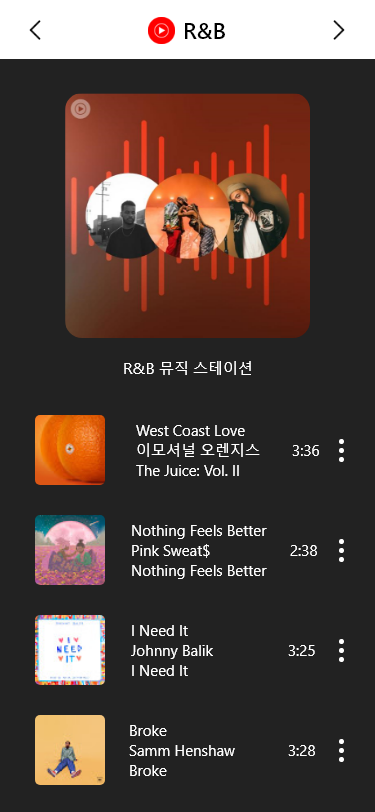 R&B
R&B 뮤직 스테이션
West Coast Love
이모셔널 오렌지스
The Juice: Vol. II
3:36
Nothing Feels Better
Pink Sweat$
Nothing Feels Better
2:38
I NEED IT
I Need It
Johnny Balik
I Need It
3:25
Broke
Samm Henshaw
Broke
3:28